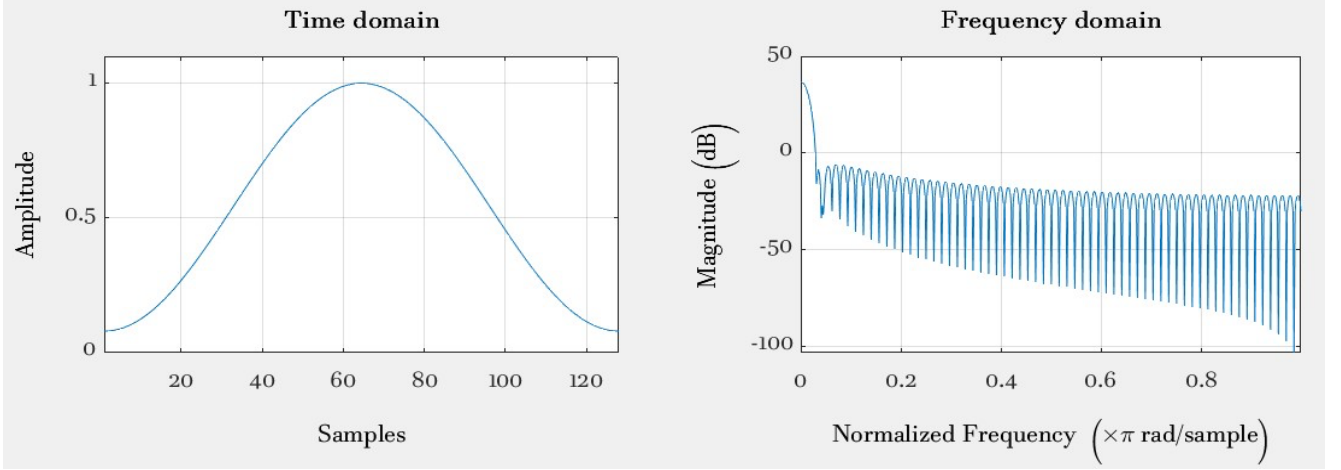 Time domain
Amplitude
1
0.5
0
20 40 60 80 100 120
Samples
Frequency domain
Magnitude (dB)
50
0
-50
-100
0 0.2 0.4 0.6 0.8
Normalized Frequency (×π rad/sample)